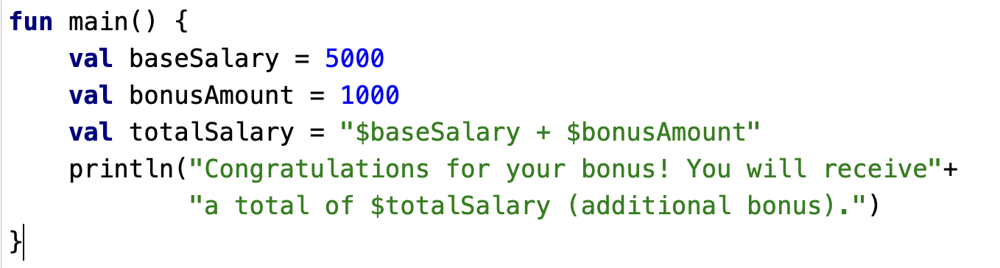 fun main() {
    val baseSalary = 5000
    val bonusAmount = 1000
    val totalSalary = "$baseSalary + $bonusAmount"
    println("Congratulations for your bonus! You will receive"+
            "a total of $totalSalary (additional bonus).")
}